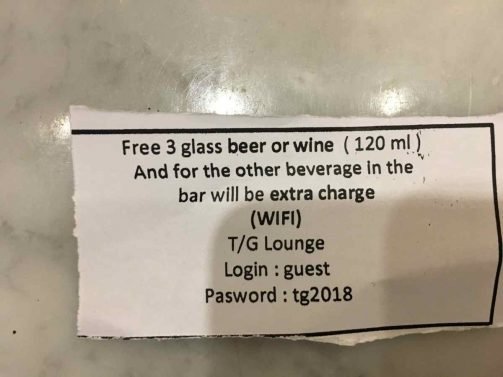 Free 3 glass beer or wine ( 120 ml )
And for the other beverage in the
bar will be extra charge
(WIFI)
T/G Lounge
Login : guest
Pasword : tg2018